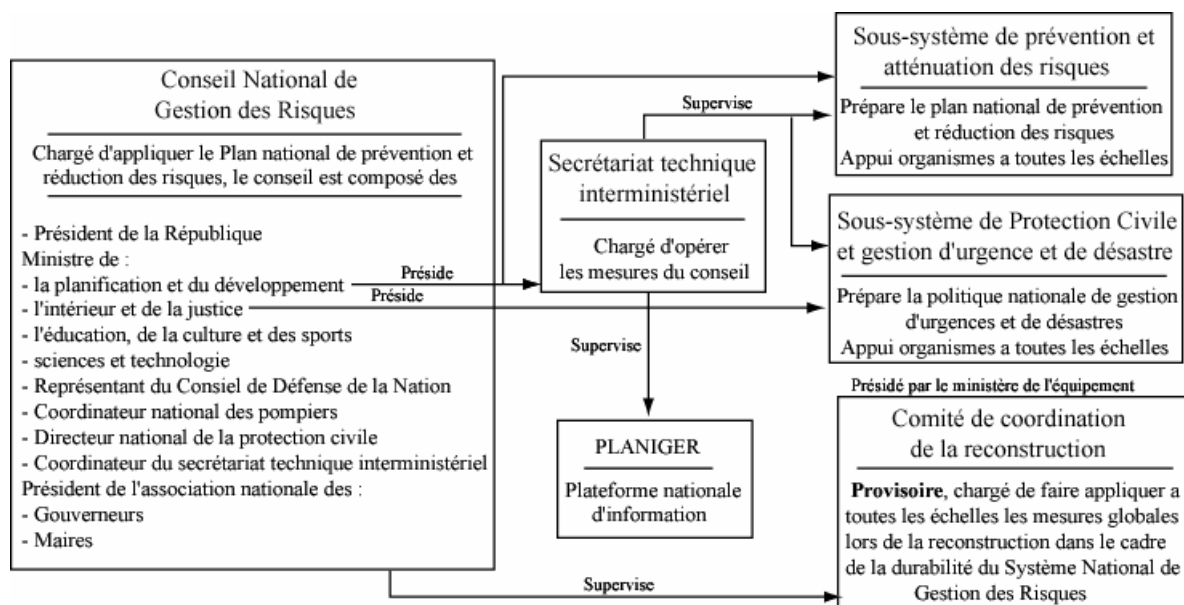 Conseil National de
Gestion des Risques
Chargé d'appliquer le Plan national de prévention et
réduction des risques, le conseil est composé des
- Président de la République
Ministre de :
- la planification et du développement
- l'intérieur et de la justice
- l'éducation, de la culture et des sports
- sciences et technologie
- Représentant du Consiel de Défense de la Nation
- Coordinateur national des pompiers
- Directeur national de la protection civile
- Coordinateur du secrétariat technique interministériel
Président de l'association nationale des :
- Gouverneurs
- Maires
Préside
Préside
Supervise
Secrétariat technique
interministériel
Chargé d'opérer
les mesures du conseil
Supervise
Supervise
PLANIGER
Plateforme nationale
d'information
Sous-système de prévention et
atténuation des risques
Prépare le plan national de prévention
et réduction des risques
Appui organismes a toutes les échelles
Sous-système de Protection Civile
et gestion d'urgence et de désastre
Prépare la politique nationale de gestion
d'urgences et de désastres
Appui organismes a toutes les échelles
Présidé par le ministère de l'équipement
Comité de coordination
de la reconstruction
Provisoire, chargé de faire appliquer a
toutes les échelles les mesures globales
lors de la reconstruction dans le cadre
de la durabilité du Système National de
Gestion des Risques